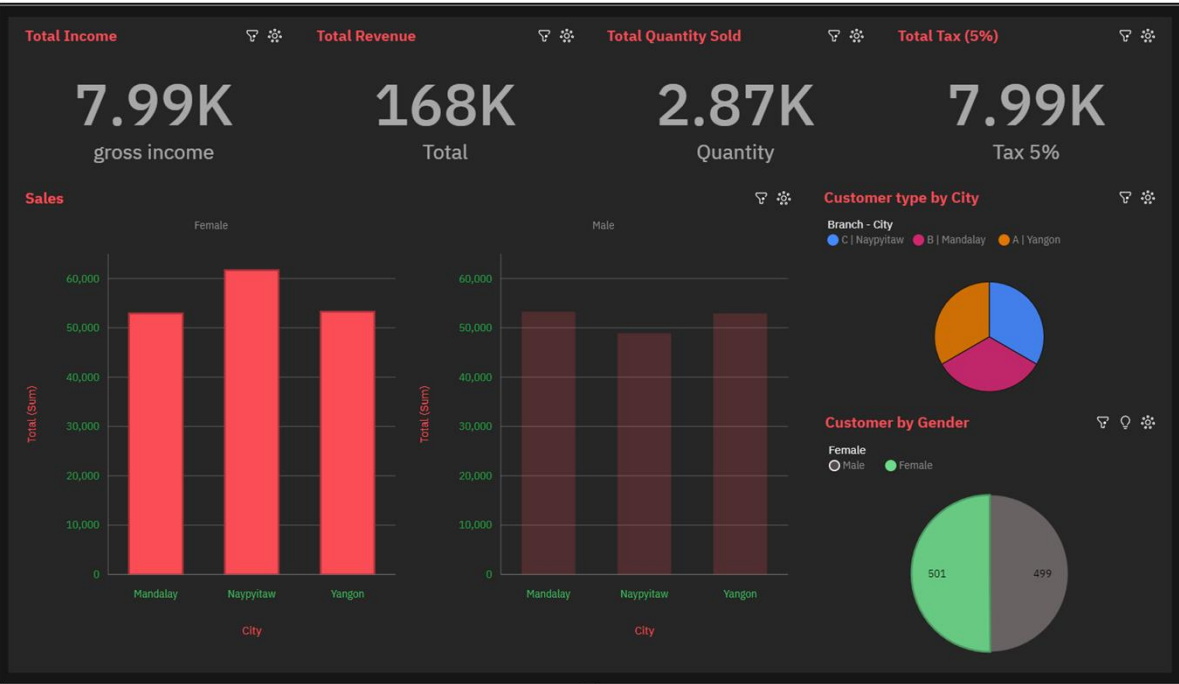 Total Income
Total Revenue
Total Quantity Sold
Total Tax (5%)
7.99K
gross income
168K
Total
2.87K
Quantity
7.99K
Tax 5%
Sales
Female
Total (Sum)
60,000
50,000
40,000
30,000
20,000
10,000
0
Mandalay
Naypyitaw
Yangon
City
Male
Total (Sum)
60,000
50,000
40,000
30,000
20,000
10,000
0
Mandalay
Naypyitaw
Yangon
City
Customer type by City
Branch - City
C | Naypyitaw B | Mandalay A | Yangon
Customer by Gender
Female
Male Female
501
499